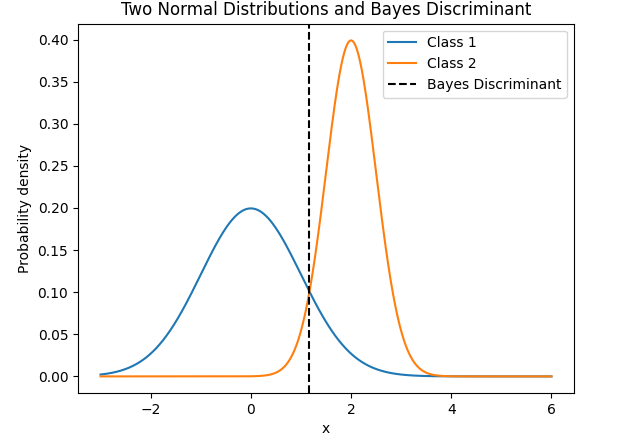 Two Normal Distributions and Bayes Discriminant
Class 1
Class 2
Bayes Discriminant
Probability density
0.40
0.35
0.30
0.25
0.20
0.15
0.10
0.05
0.00
−2
0
2
4
6
x